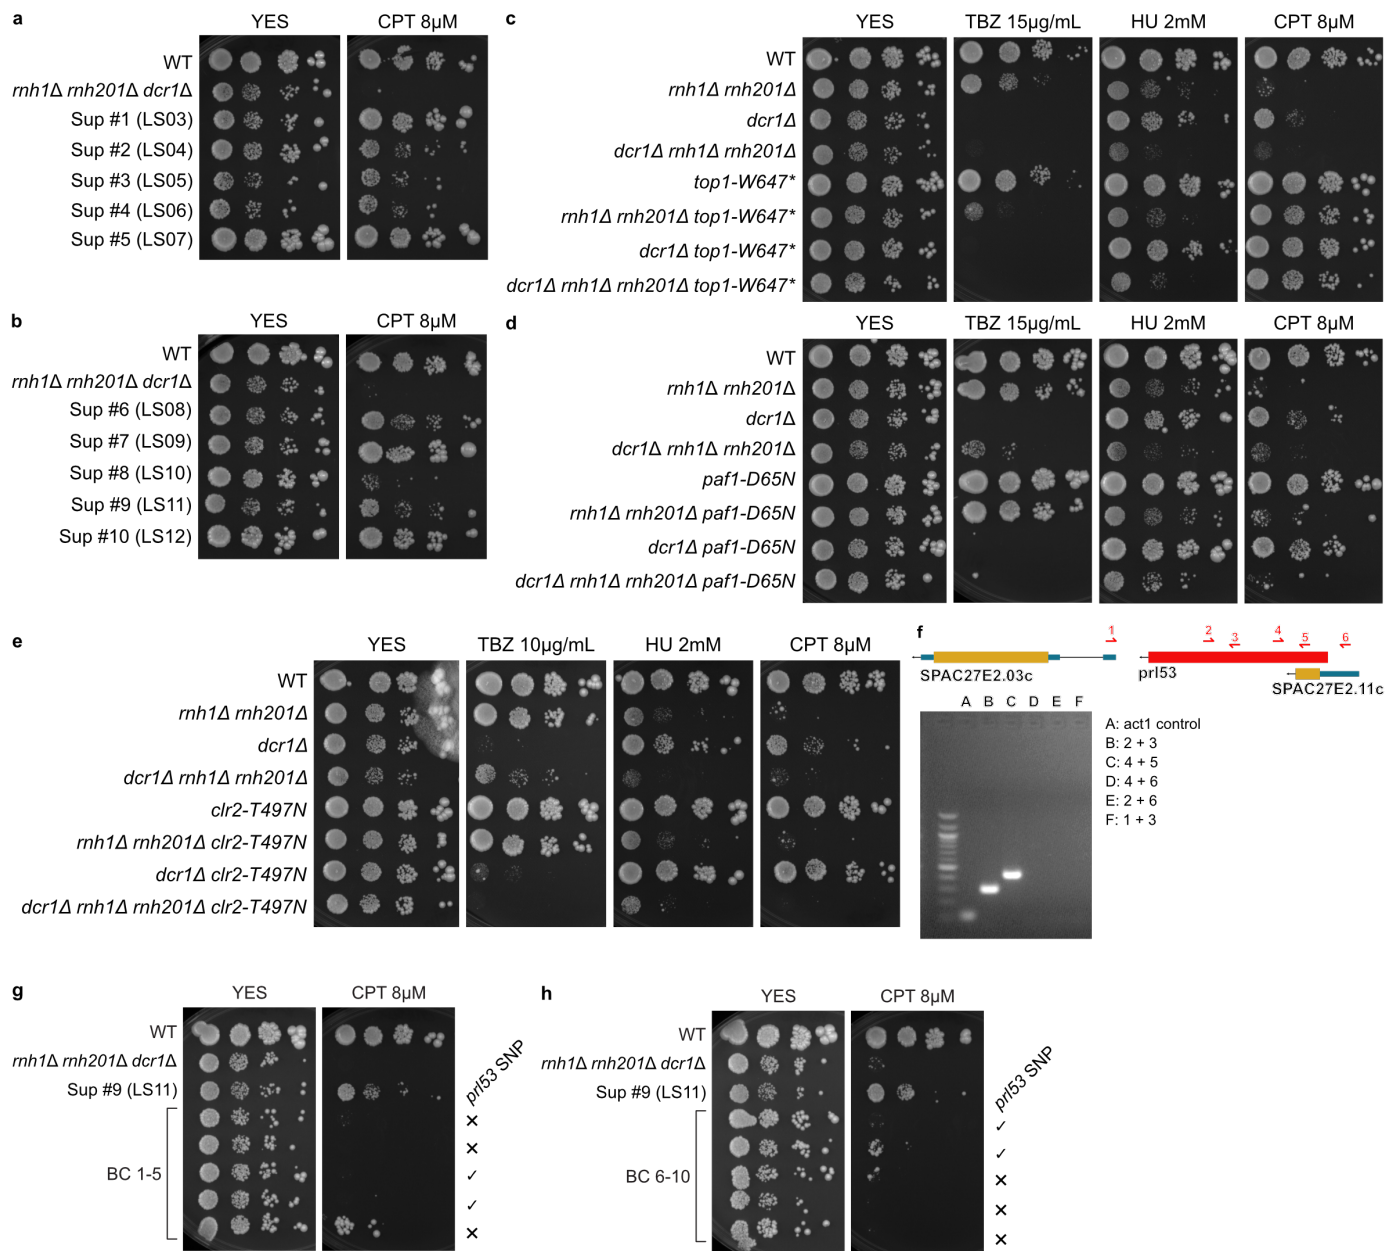 a
YES
CPT 8µM
WT
rnh1Δ rnh201Δ dcr1Δ
Sup #1 (LS03)
Sup #2 (LS04)
Sup #3 (LS05)
Sup #4 (LS06)
Sup #5 (LS07)
b
YES
CPT 8µM
WT
rnh1Δ rnh201Δ dcr1Δ
Sup #6 (LS08)
Sup #7 (LS09)
Sup #8 (LS10)
Sup #9 (LS11)
Sup #10 (LS12)
c
YES
TBZ 15µg/mL
HU 2mM
CPT 8µM
WT
rnh1Δ rnh201Δ
dcr1Δ
dcr1Δ rnh1Δ rnh201Δ
top1-W647*
rnh1Δ rnh201Δ top1-W647*
dcr1Δ top1-W647*
dcr1Δ rnh1Δ rnh201Δ top1-W647*
d
YES
TBZ 15µg/mL
HU 2mM
CPT 8µM
WT
rnh1Δ rnh201Δ
dcr1Δ
dcr1Δ rnh1Δ rnh201Δ
paf1-D65N
rnh1Δ rnh201Δ paf1-D65N
dcr1Δ paf1-D65N
dcr1Δ rnh1Δ rnh201Δ paf1-D65N
e
YES
TBZ 10µg/mL
HU 2mM
CPT 8µM
WT
rnh1Δ rnh201Δ
dcr1Δ
dcr1Δ rnh1Δ rnh201Δ
clr2-T497N
rnh1Δ rnh201Δ clr2-T497N
dcr1Δ clr2-T497N
dcr1Δ rnh1Δ rnh201Δ clr2-T497N
f
1
2
3
4
5
6
SPAC27E2.03c
prl53
SPAC27E2.11c
A B C D E F
A: act1 control
B: 2 + 3
C: 4 + 5
D: 4 + 6
E: 2 + 6
F: 1 + 3
g
YES
CPT 8µM
WT
rnh1Δ rnh201Δ dcr1Δ
Sup #9 (LS11)
BC 1-5
prl53 SNP
✕
✕
✓
✓
✕
h
YES
CPT 8µM
WT
rnh1Δ rnh201Δ dcr1Δ
Sup #9 (LS11)
BC 6-10
prl53 SNP
✓
✓
✕
✕
✕